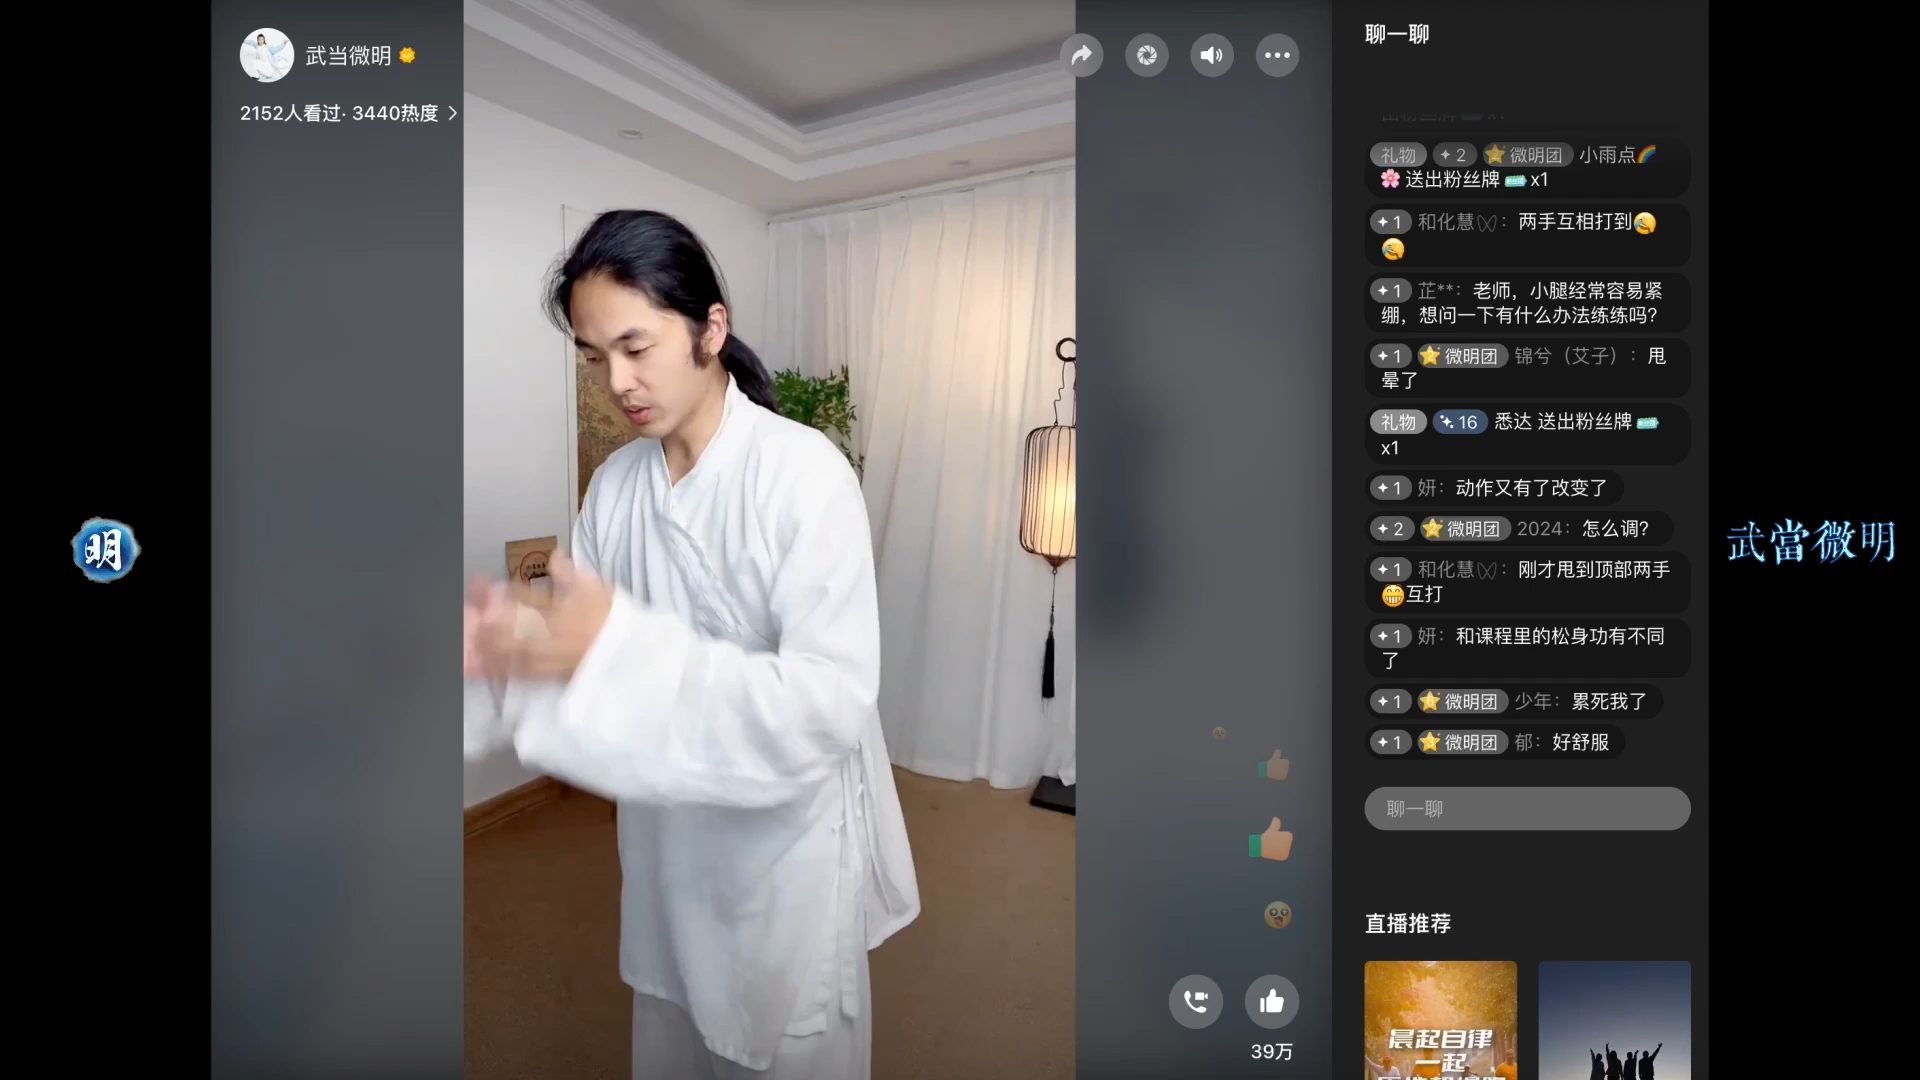 武当微明
2152人看过· 3440热度 >
聊一聊
礼物 +2 微明团 小雨点🌈
🌸 送出粉丝牌 x1
+1 和化慧: 两手互相打到
+1 芷**: 老师，小腿经常容易紧
绷，想问一下有什么办法练练吗?
+1 微明团 锦兮（艾子）: 甩
晕了
礼物 16 悉达 送出粉丝牌
x1
+1 妍: 动作又有了改变了
+2 微明团 2024: 怎么调?
+1 和化慧: 刚才甩到顶部两手
😁互打
+1 妍: 和课程里的松身功有不同
了
+1 微明团 少年: 累死我了
+1 微明团 郁: 好舒服
聊一聊
直播推荐
晨起自律
一起
39万
明
武當微明